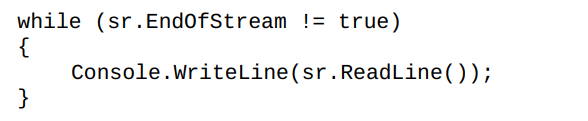 while (sr.EndOfStream != true)
{
    Console.WriteLine(sr.ReadLine());
}